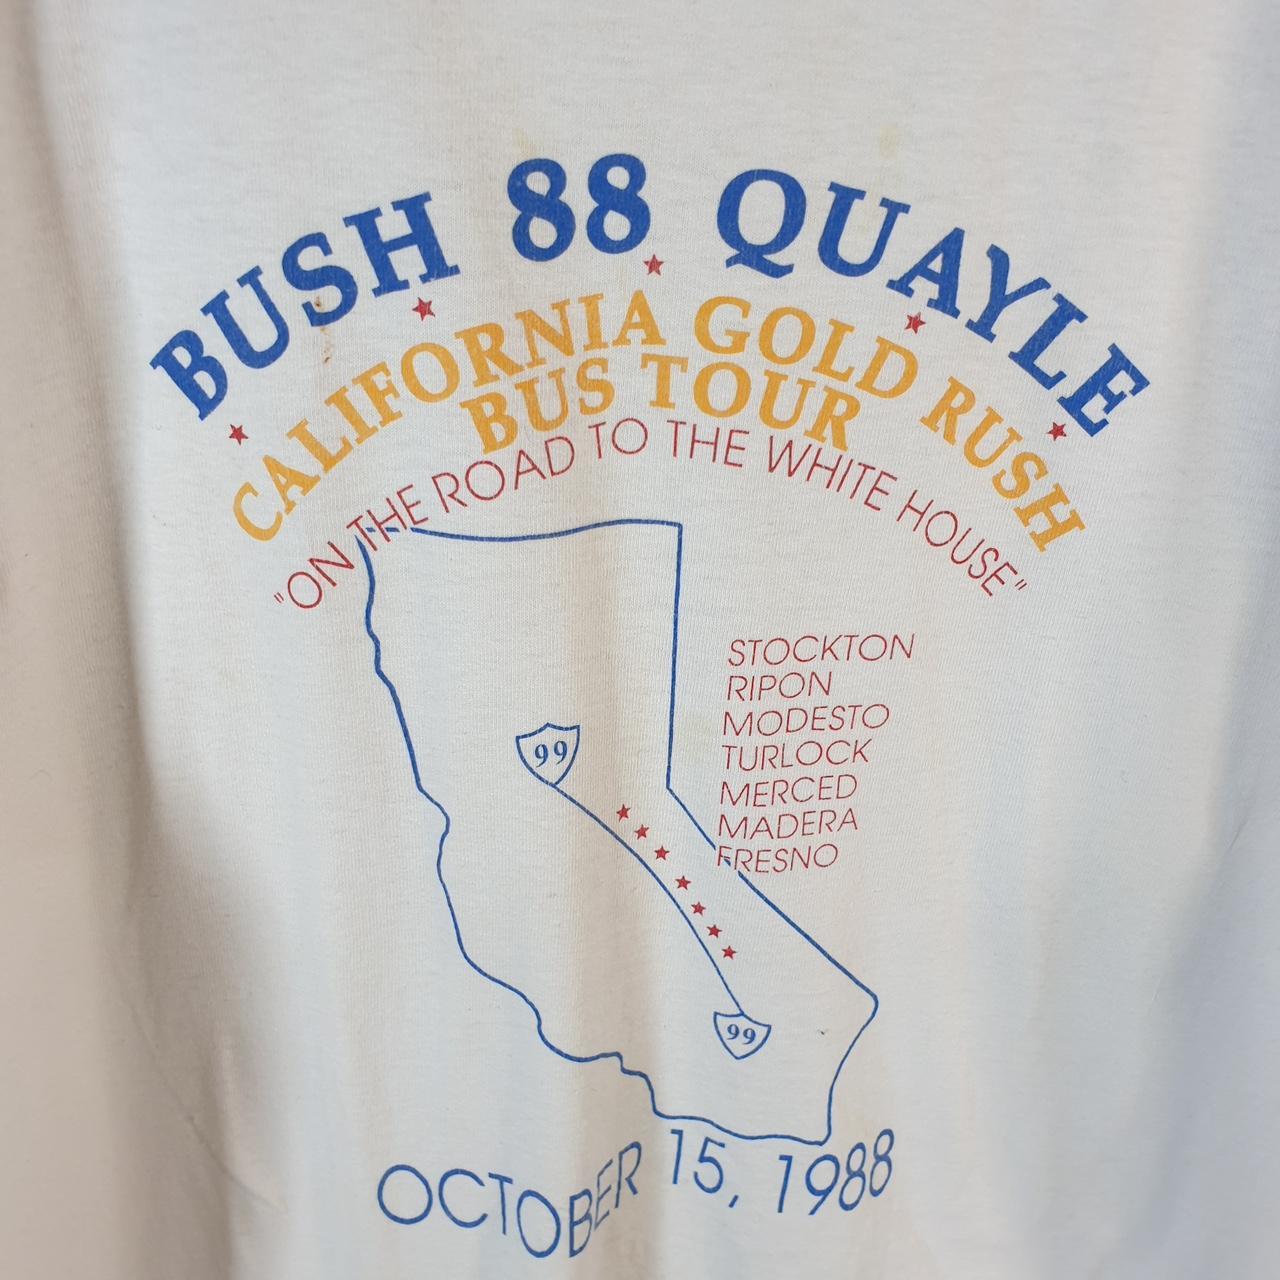 BUSH 88 QUAYLE
CALIFORNIA GOLD RUSH
BUS TOUR
"ON THE ROAD TO THE WHITE HOUSE"
STOCKTON
RIPON
MODESTO
TURLOCK
MERCED
MADERA
FRESNO
99
99
OCTOBER 15, 1988